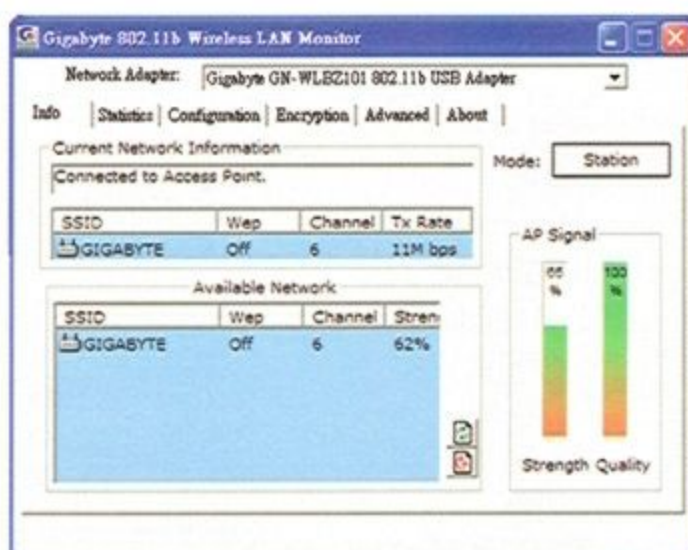 Gigabyte 802.11b Wireless LAN Monitor
Network Adapter: Gigabyte GN-WLBZ101 802.11b USB Adapter
Info Statistics Configuration Encryption Advanced About
Current Network Information
Connected to Access Point.
Mode: Station
SSID Wep Channel Tx Rate
GIGABYTE Off 6 11M bps
Available Network
SSID Wep Channel Stren
GIGABYTE Off 6 62%
AP Signal
66 % 100 %
Strength Quality